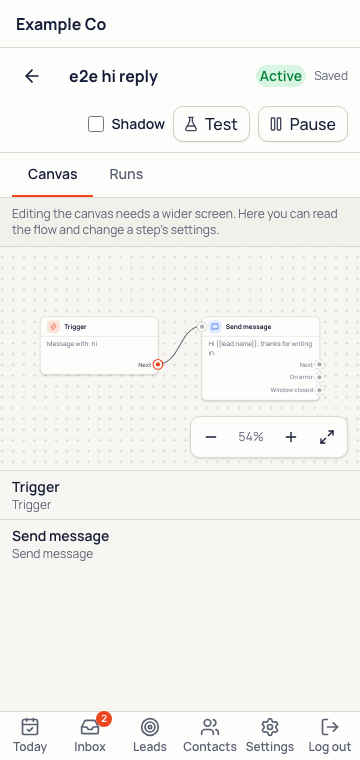 Example Co
e2e hi reply
Active
Saved
Shadow
Test
Pause
Canvas
Runs
Editing the canvas needs a wider screen. Here you can read
the flow and change a step's settings.
Trigger
Message with: hi
Next
Send message
Hi {{lead.name}}, thanks for writing
in.
Next
On error
Window closed
54%
Trigger
Trigger
Send message
Send message
2
Today
Inbox
Leads
Contacts
Settings
Log out